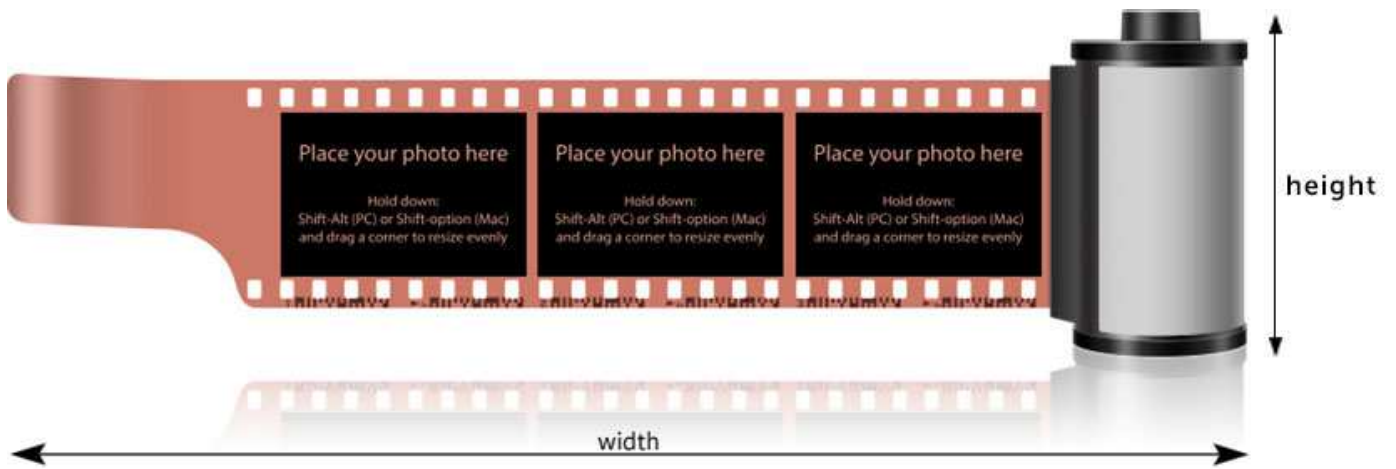 Place your photo here
Hold down:
Shift-Alt (PC) or Shift-option (Mac)
and drag a corner to resize evenly
Place your photo here
Hold down:
Shift-Alt (PC) or Shift-option (Mac)
and drag a corner to resize evenly
Place your photo here
Hold down:
Shift-Alt (PC) or Shift-option (Mac)
and drag a corner to resize evenly
height
width